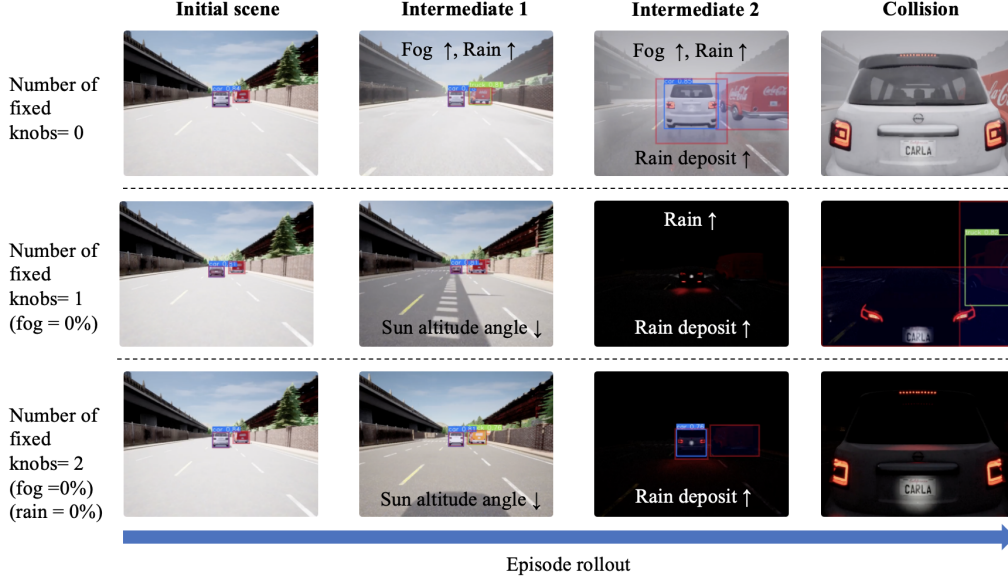 Initial scene
Intermediate 1
Intermediate 2
Collision
Number of
fixed
knobs= 0
Fog ↑, Rain ↑
Fog ↑, Rain ↑
Rain deposit ↑
CARLA
Number of
fixed
knobs= 1
(fog = 0%)
Sun altitude angle ↓
Rain ↑
Rain deposit ↑
CARLA
Number of
fixed
knobs= 2
(fog =0%)
(rain = 0%)
Sun altitude angle ↓
Rain deposit ↑
CARLA
Episode rollout